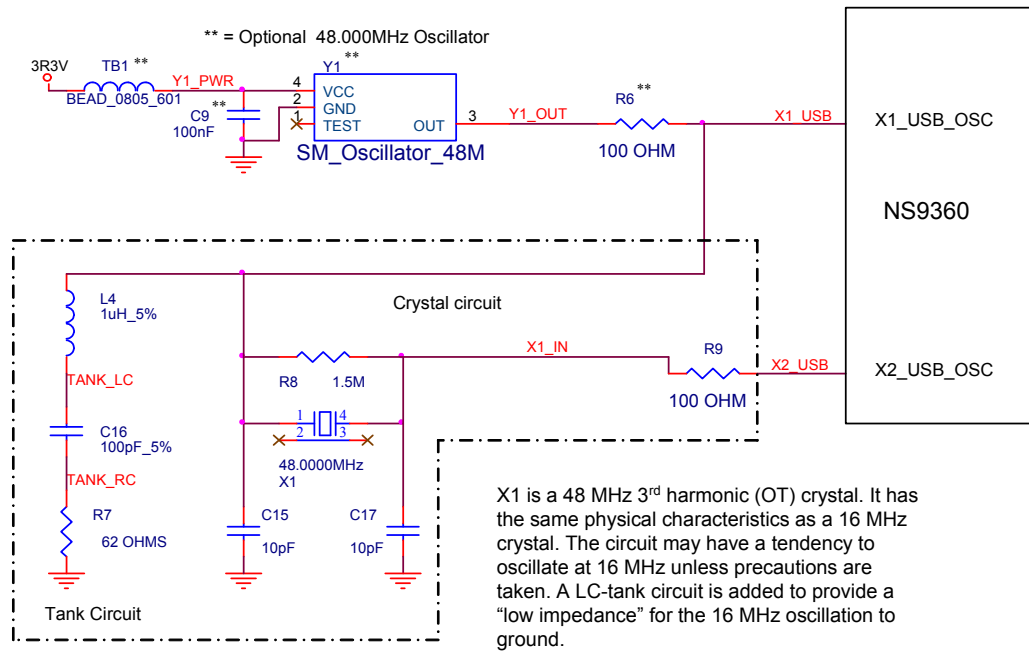 ** = Optional 48.000MHz Oscillator
3R3V
TB1 **
Y1_PWR
BEAD_0805_601
C9 **
100nF
Y1 **
4
2
1
VCC
GND
TEST
OUT
3
SM_Oscillator_48M
Y1_OUT
R6 **
100 OHM
X1_USB
X1_USB_OSC
NS9360
Crystal circuit
L4
1uH_5%
TANK_LC
C16
100pF_5%
TANK_RC
R7
62 OHMS
R8
1.5M
1
2
4
3
48.0000MHz
X1
C15
10pF
C17
10pF
X1_IN
R9
100 OHM
X2_USB
X2_USB_OSC
Tank Circuit
X1 is a 48 MHz 3rd harmonic (OT) crystal. It has
the same physical characteristics as a 16 MHz
crystal. The circuit may have a tendency to
oscillate at 16 MHz unless precautions are
taken. A LC-tank circuit is added to provide a
“low impedance” for the 16 MHz oscillation to
ground.